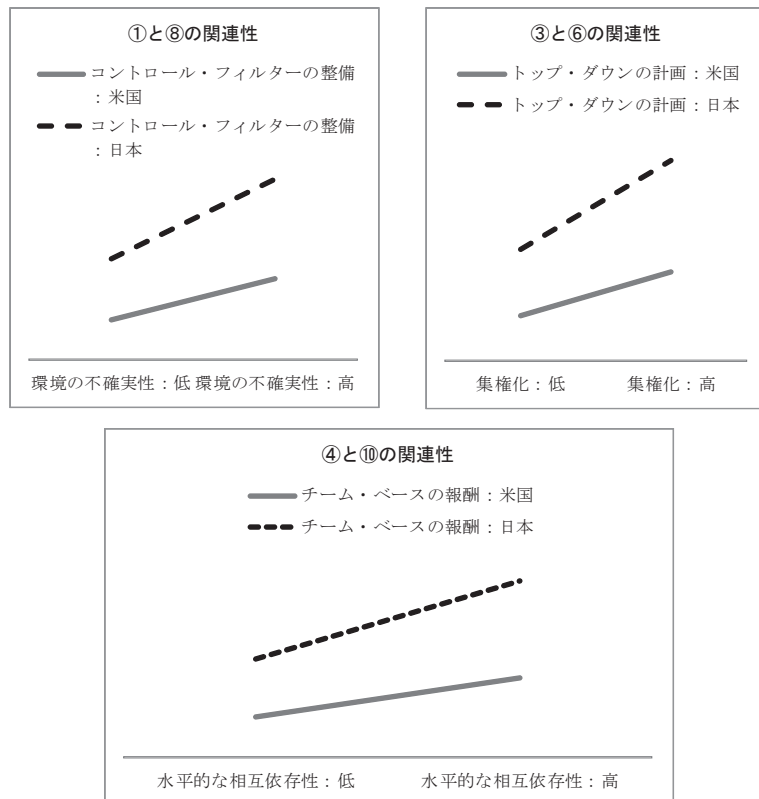 ①と⑧の関連性
コントロール・フィルターの整備
：米国
コントロール・フィルターの整備
：日本
環境の不確実性：低 環境の不確実性：高
③と⑥の関連性
トップ・ダウンの計画：米国
トップ・ダウンの計画：日本
集権化：低 集権化：高
④と⑩の関連性
チーム・ベースの報酬：米国
チーム・ベースの報酬：日本
水平的な相互依存性：低 水平的な相互依存性：高